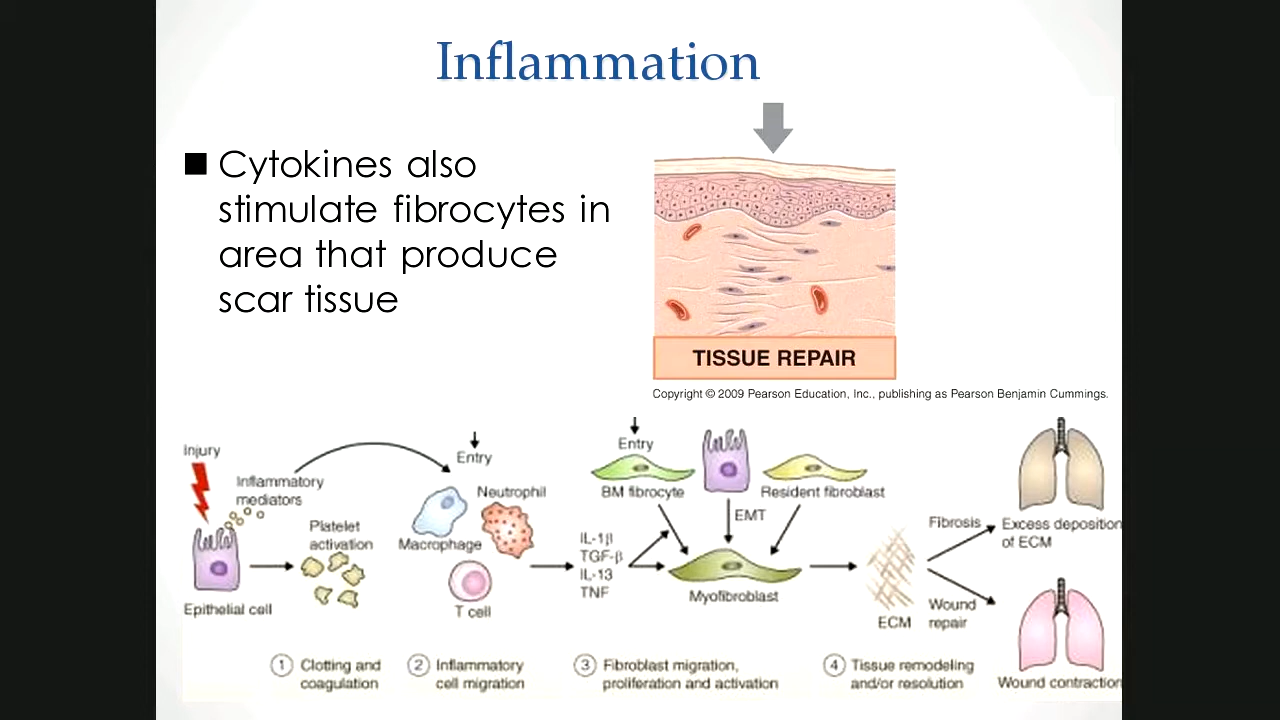 Inflammation
■ Cytokines also
stimulate fibrocytes in
area that produce
scar tissue
TISSUE REPAIR
Copyright © 2009 Pearson Education, Inc., publishing as Pearson Benjamin Cummings.
Injury
Inflammatory
mediators
Platelet
activation
Epithelial cell
Entry
Neutrophil
Macrophage
T cell
Entry
BM fibrocyte
Resident fibroblast
EMT
IL-1β
TGF-β
IL-13
TNF
Myofibroblast
ECM
Fibrosis
Excess deposition
of ECM
Wound
repair
Wound contraction
1 Clotting and
coagulation
2 Inflammatory
cell migration
3 Fibroblast migration,
proliferation and activation
4 Tissue remodeling
and/or resolution